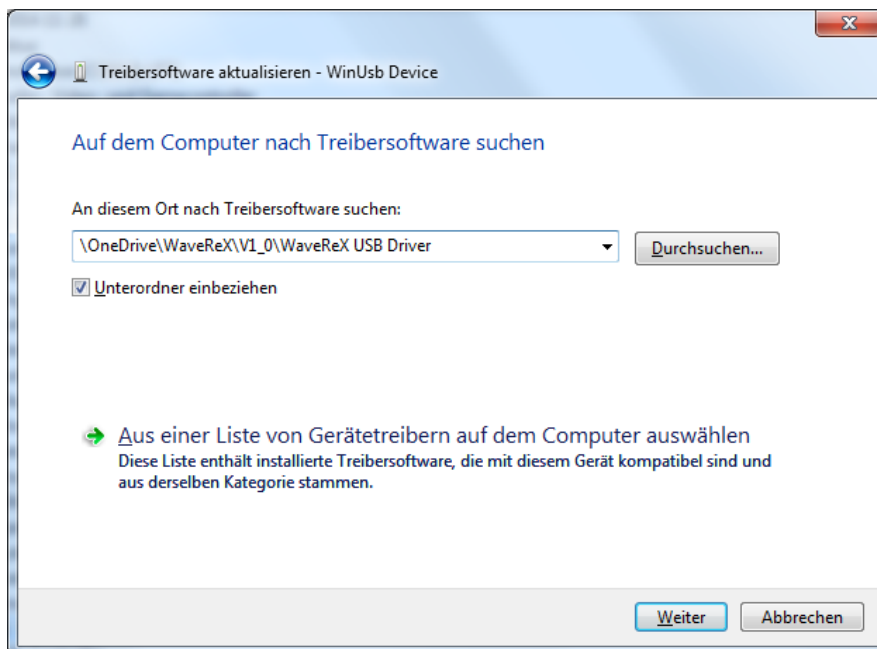 Treibersoftware aktualisieren - WinUsb Device
Auf dem Computer nach Treibersoftware suchen
An diesem Ort nach Treibersoftware suchen:
\OneDrive\WaveReX\V1_0\WaveReX USB Driver
Durchsuchen...
Unterordner einbeziehen
Aus einer Liste von Gerätetreibern auf dem Computer auswählen
Diese Liste enthält installierte Treibersoftware, die mit diesem Gerät kompatibel sind und
aus derselben Kategorie stammen.
Weiter
Abbrechen